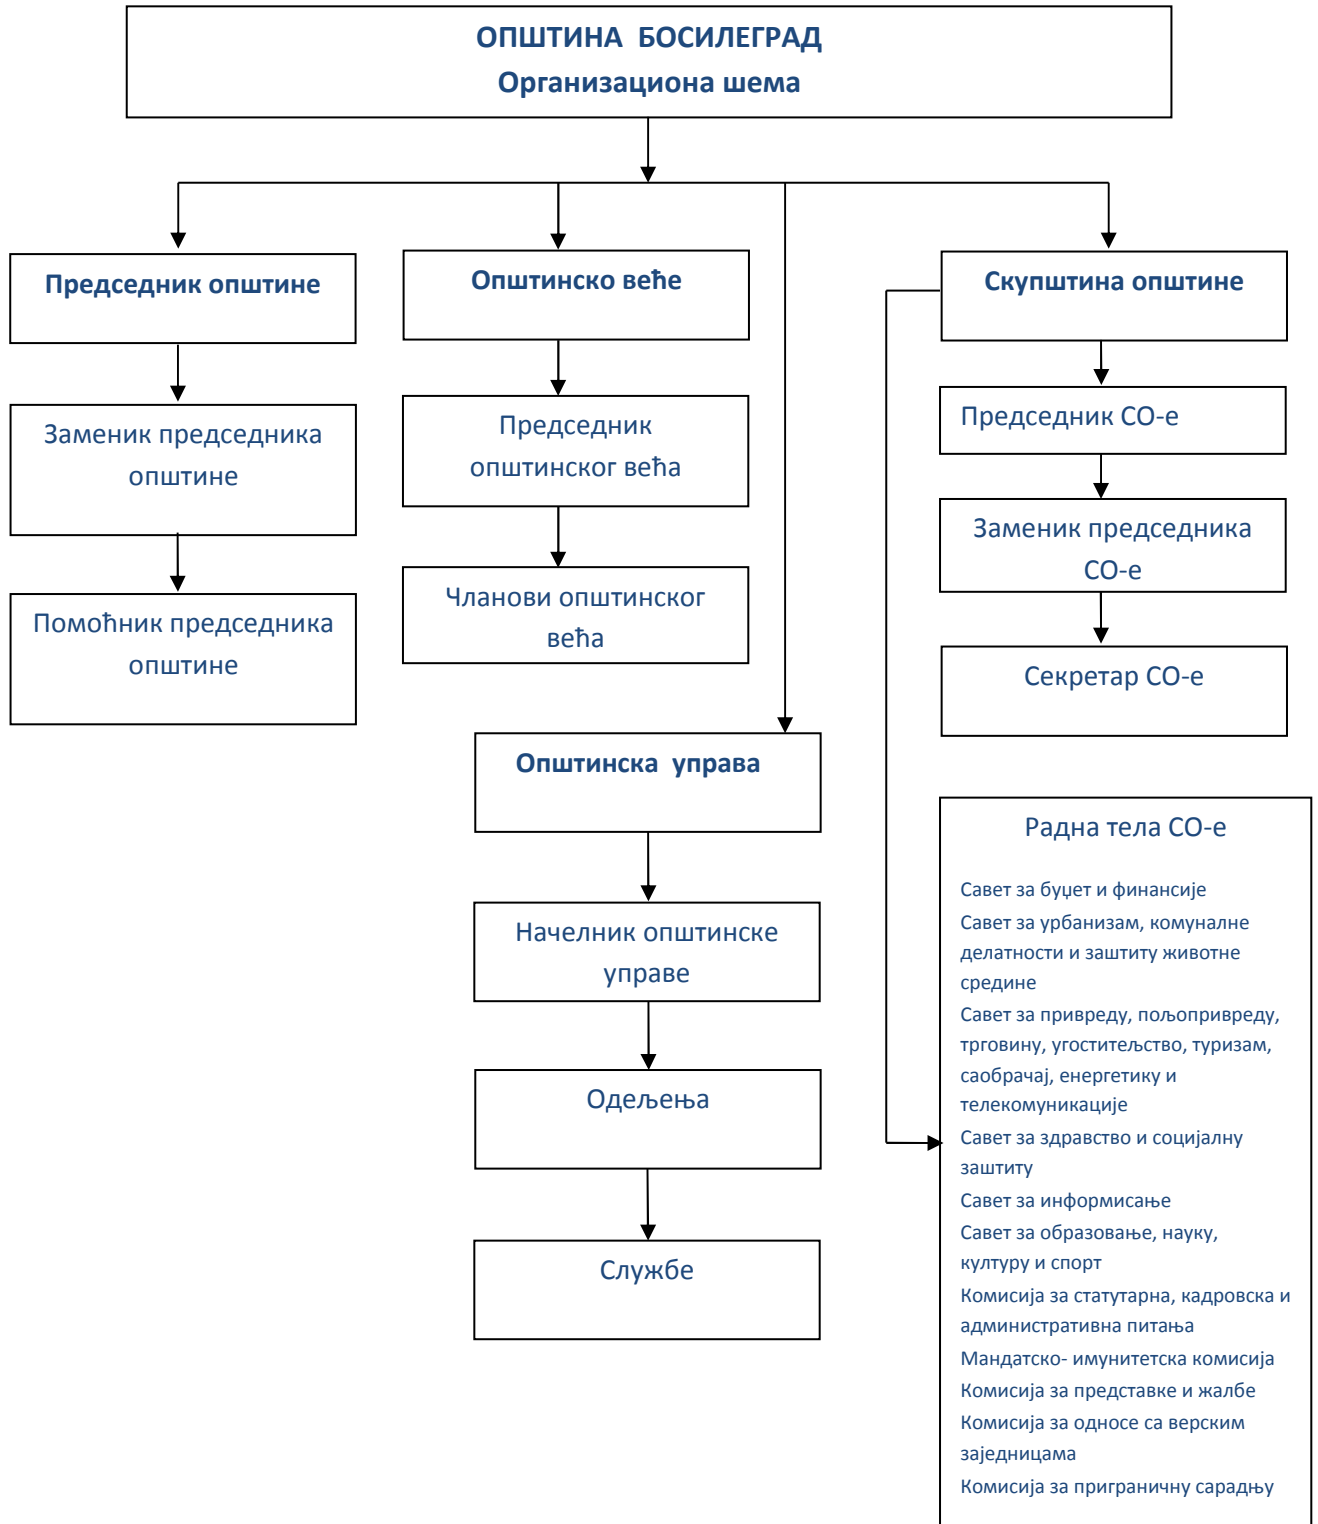 ОПШТИНА  БОСИЛЕГРАД
Организациона шема
Председник општине
Општинско веће
Скупштина општине
Заменик председника
општине
Председник
општинског већа
Председник СО-е
Заменик председника
СО-е
Помоћник председника
општине
Чланови општинског
већа
Секретар СО-е
Општинска  управа
Начелник општинске
управе
Одељења
Службе
Радна тела СО-е
Савет за буџет и финансије
Савет за урбанизам, комуналне
делатности и заштиту животне
средине
Савет за привреду, пољопривреду,
трговину, угоститељство, туризам,
саобрачај, енергетику и
телекомуникације
Савет за здравство и социјалну
заштиту
Савет за информисање
Савет за образовање, науку,
културу и спорт
Комисија за статутарна, кадровска и
административна питања
Мандатско- имунитетска комисија
Комисија за представке и жалбе
Комисија за односе са верским
заједницама
Комисија за приграничну сарадњу